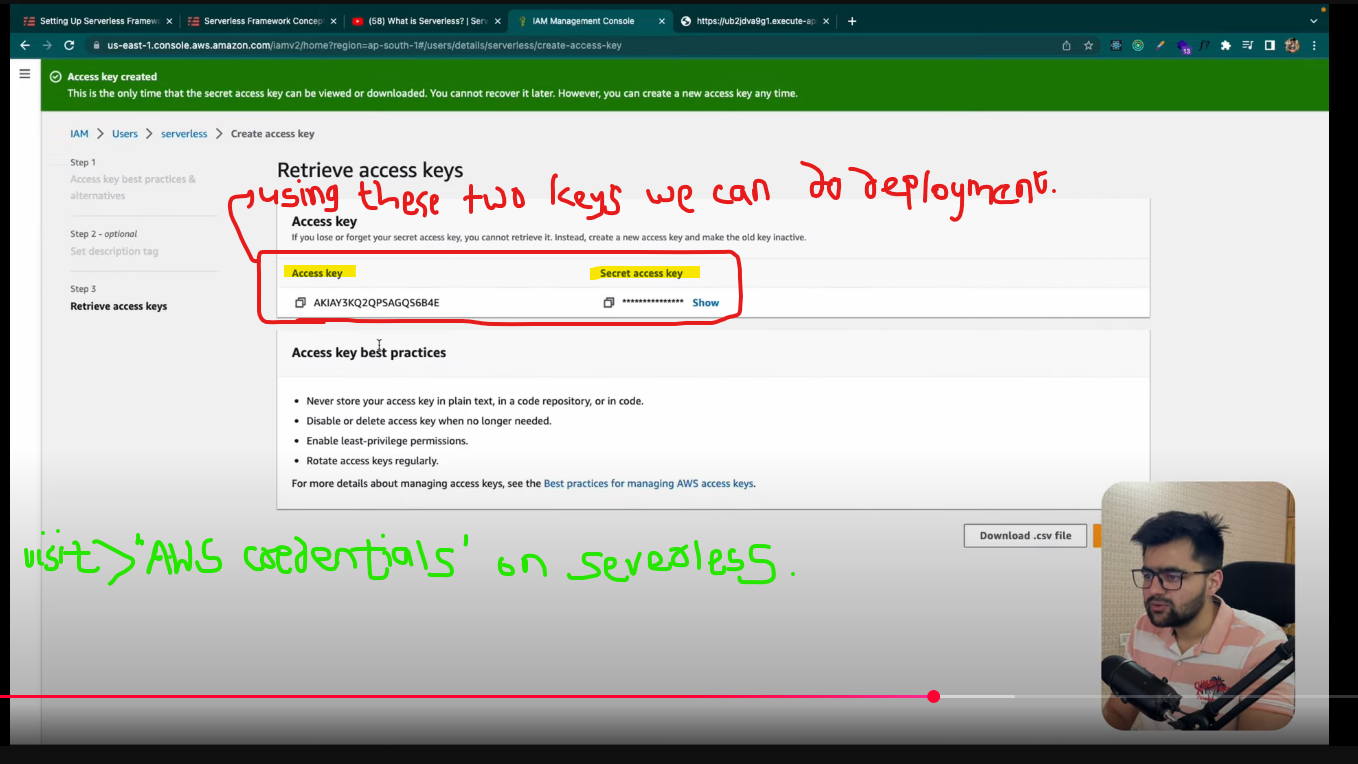 Setting Up Serverless Framew
Serverless Framework Concep
(58) What is Serverless? | Serv
IAM Management Console
https://ub2jdva9g1.execute-ap
us-east-1.console.aws.amazon.com/iamv2/home?region=ap-south-1#/users/details/serverless/create-access-key
13
Access key created
This is the only time that the secret access key can be viewed or downloaded. You cannot recover it later. However, you can create a new access key any time.
IAM > Users > serverless > Create access key
Step 1
Access key best practices &
alternatives
Step 2 - optional
Set description tag
Step 3
Retrieve access keys
Retrieve access keys
using these two keys we can do deployment.
Access key
If you lose or forget your secret access key, you cannot retrieve it. Instead, create a new access key and make the old key inactive.
Access key Secret access key
AKIAY3KQ2QPSAGQS6B4E *************** Show
Access key best practices
• Never store your access key in plain text, in a code repository, or in code.
• Disable or delete access key when no longer needed.
• Enable least-privilege permissions.
• Rotate access keys regularly.
For more details about managing access keys, see the Best practices for managing AWS access keys.
Download .csv file
visit > "AWS credentials" on serverless.